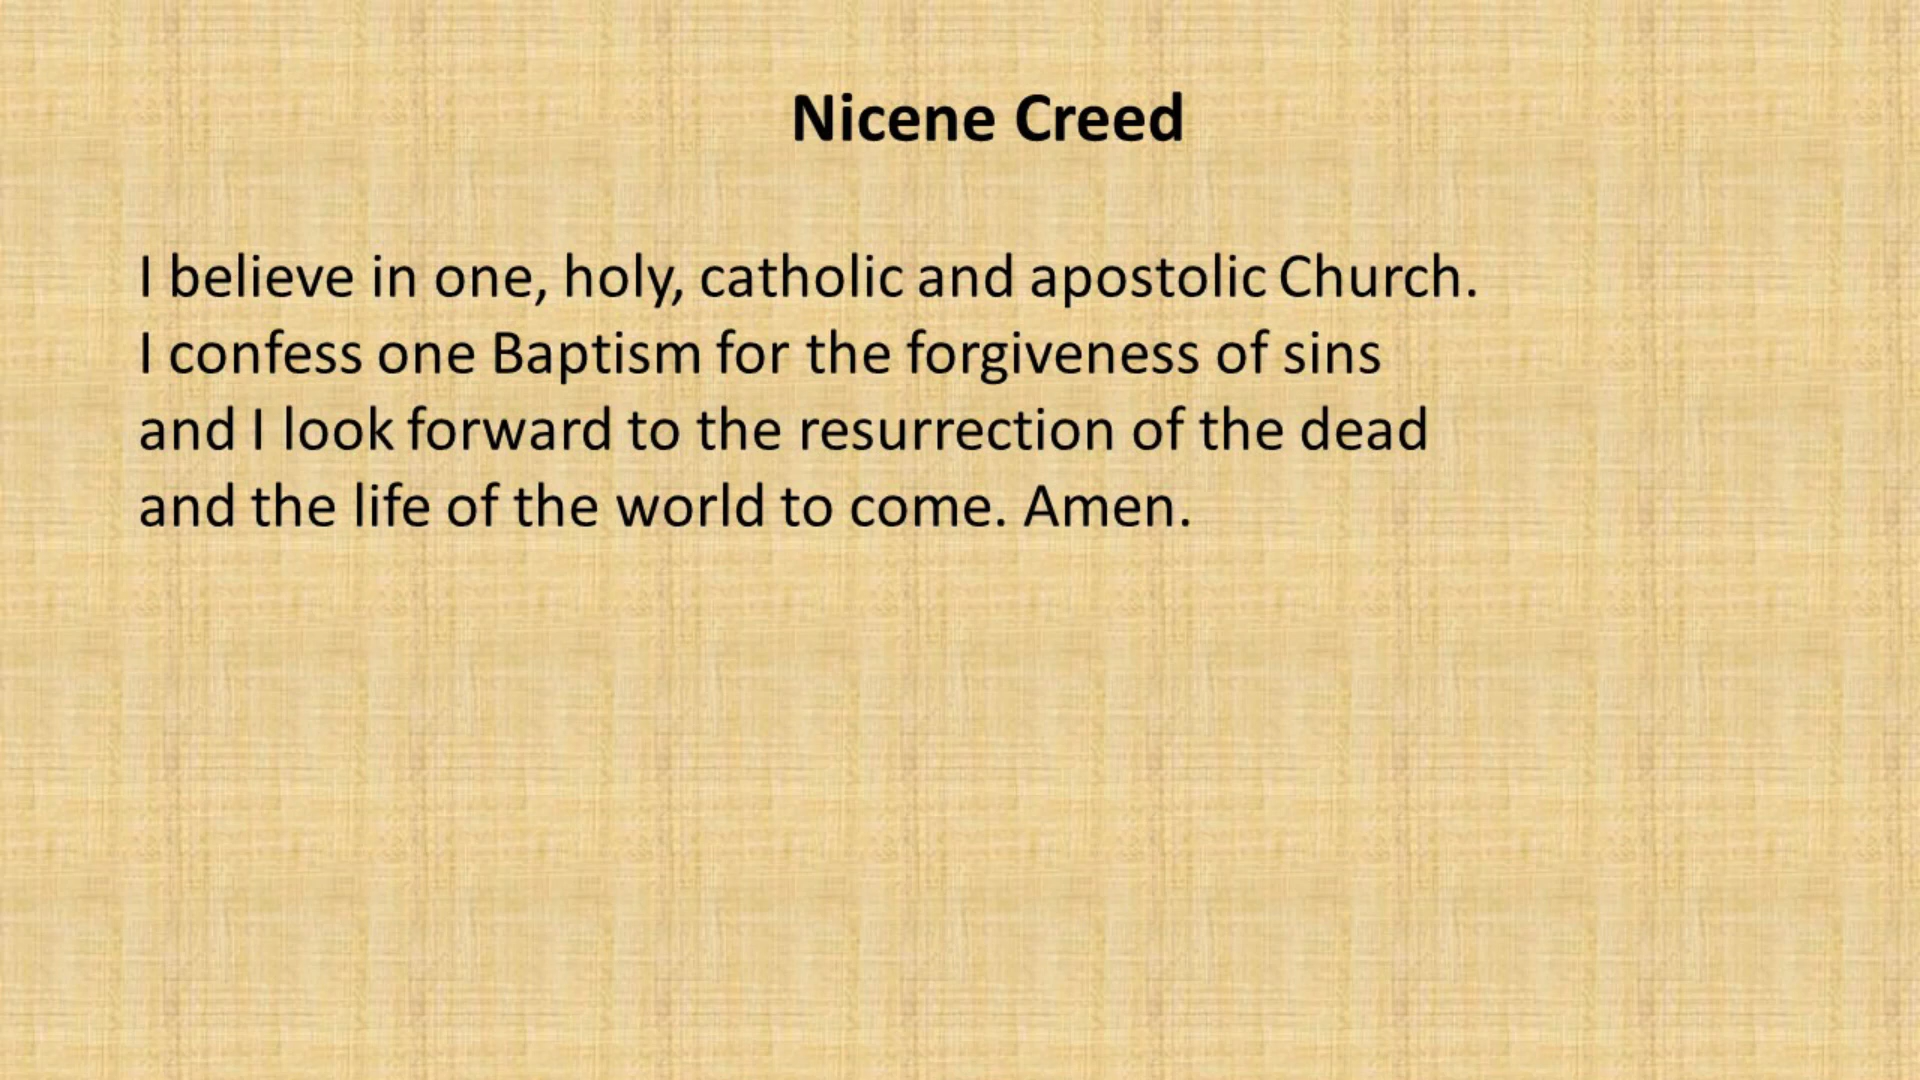 Nicene Creed
I believe in one, holy, catholic and apostolic Church.
I confess one Baptism for the forgiveness of sins
and I look forward to the resurrection of the dead
and the life of the world to come. Amen.